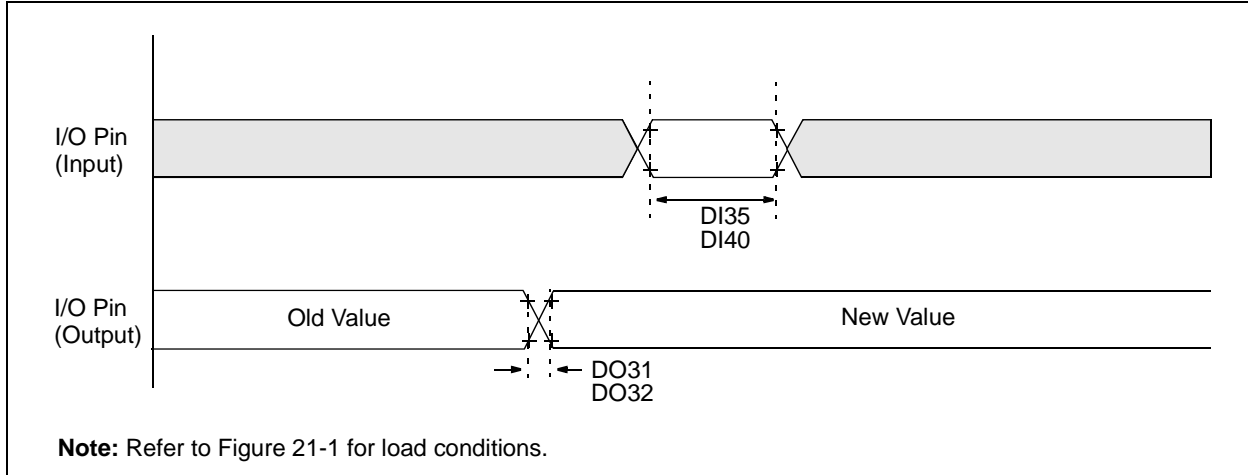 I/O Pin
(Input)
DI35
DI40
I/O Pin
(Output)
Old Value
New Value
DO31
DO32
Note: Refer to Figure 21-1 for load conditions.